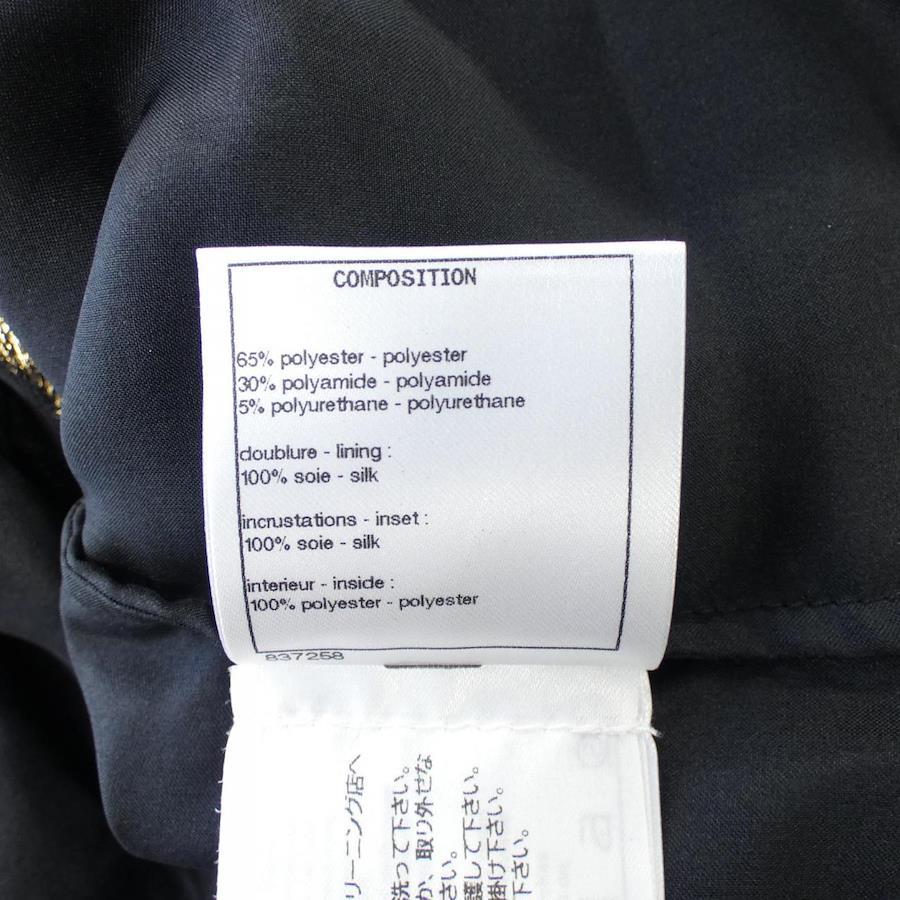 COMPOSITION
65% polyester - polyester
30% polyamide - polyamide
5% polyurethane - polyurethane
doublure - lining :
100% soie - silk
incrustations - inset :
100% soie - silk
interieur - inside :
100% polyester - polyester
837258
リーニング店へ
洗って下さい。
か、取り外せな
さい。
護して下さい。
掛け下さい。
下さい。